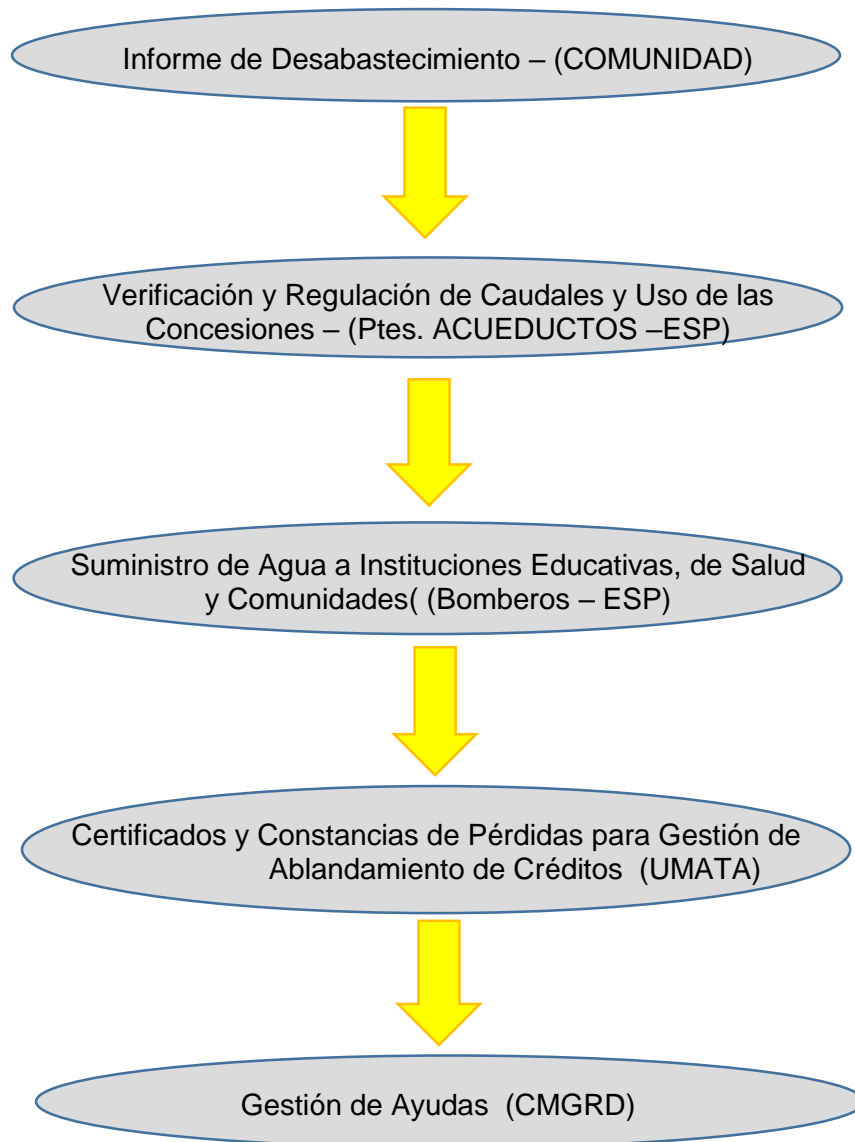 Informe de Desabastecimiento – (COMUNIDAD)
Verificación y Regulación de Caudales y Uso de las
Concesiones – (Ptes. ACUEDUCTOS –ESP)
Suministro de Agua a Instituciones Educativas, de Salud
y Comunidades( (Bomberos – ESP)
Certificados y Constancias de Pérdidas para Gestión de
Ablandamiento de Créditos (UMATA)
Gestión de Ayudas (CMGRD)